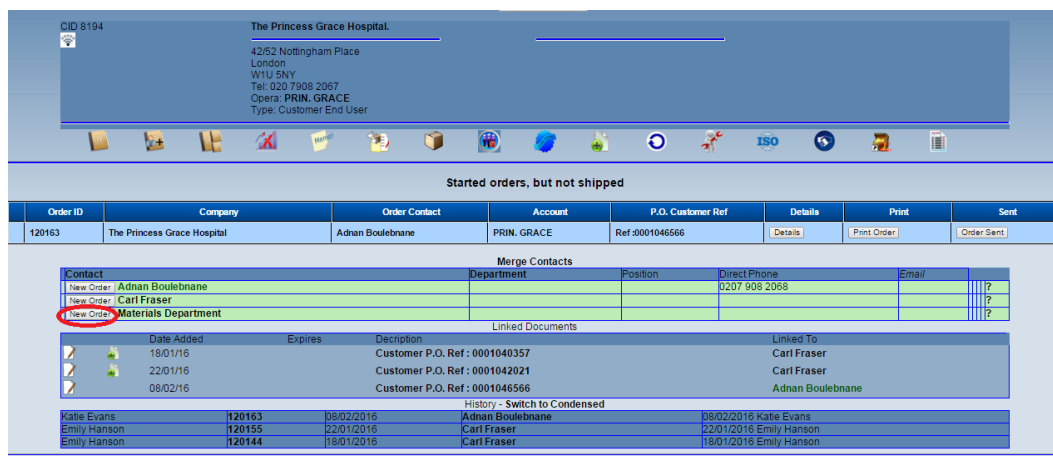 CID 8194 The Princess Grace Hospital.
42/52 Nottingham Place
London
W1U 5NY
Tel: 020 7908 2067
Opera: PRIN. GRACE
Type: Customer End User
ISO
Started orders, but not shipped
Order ID Company Order Contact Account P.O. Customer Ref Details Print Sent
120163 The Princess Grace Hospital Adnan Boulebnane PRIN. GRACE Ref :0001046566 Details Print Order Order Sent
Merge Contacts
Contact Department Position Direct Phone Email
New Order Adnan Boulebnane 0207 908 2068 ?
New Order Carl Fraser ?
New Order Materials Department ?
Linked Documents
Date Added Expires Decription Linked To
18/01/16 Customer P.O. Ref : 0001040357 Carl Fraser
22/01/16 Customer P.O. Ref : 0001042021 Carl Fraser
08/02/16 Customer P.O. Ref : 0001046566 Adnan Boulebnane
History - Switch to Condensed
Katie Evans 120163 08/02/2016 Adnan Boulebnane 08/02/2016 Katie Evans
Emily Hanson 120155 22/01/2016 Carl Fraser 22/01/2016 Emily Hanson
Emily Hanson 120144 18/01/2016 Carl Fraser 18/01/2016 Emily Hanson